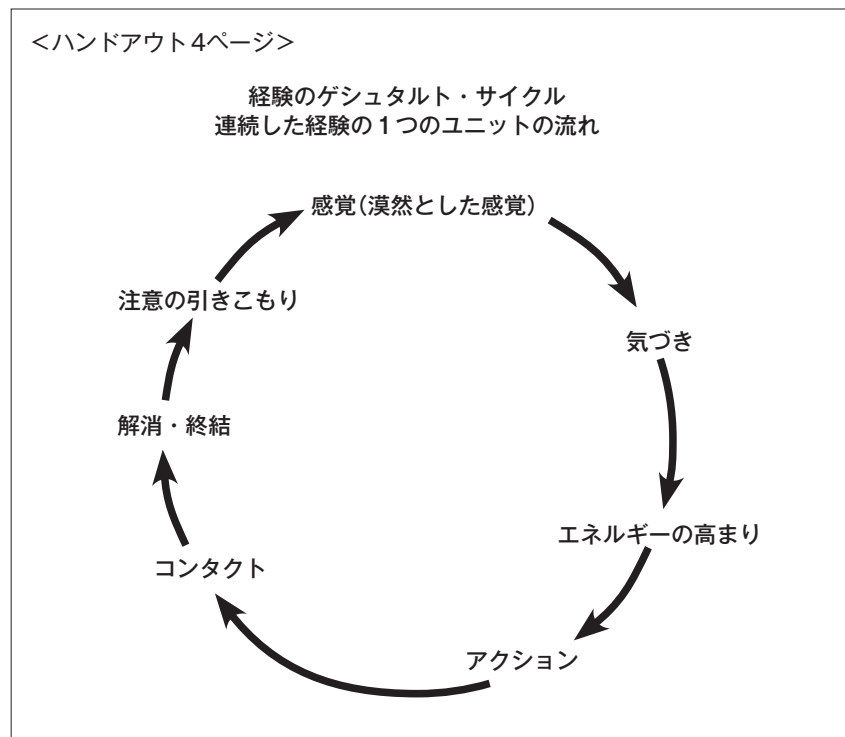 <ハンドアウト4ページ>
経験のゲシュタルト・サイクル
連続した経験の1つのユニットの流れ
感覚(漠然とした感覚)
気づき
エネルギーの高まり
アクション
コンタクト
解消・終結
注意の引きこもり